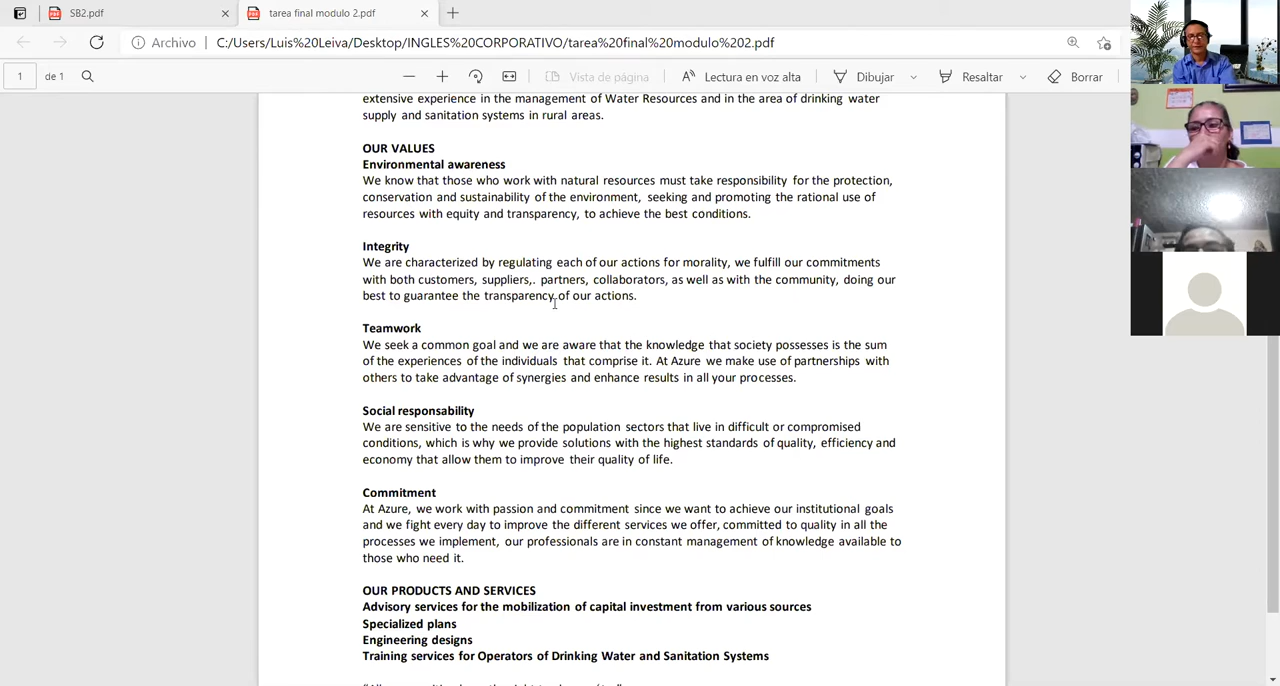 SB2.pdf
tarea final modulo 2.pdf
Archivo
C:/Users/Luis%20Leiva/Desktop/INGLES%20CORPORATIVO/tarea%20final%20modulo%202.pdf
1 de 1
Vista de página
Lectura en voz alta
Dibujar
Resaltar
Borrar
extensive experience in the management of Water Resources and in the area of drinking water
supply and sanitation systems in rural areas.
OUR VALUES
Environmental awareness
We know that those who work with natural resources must take responsibility for the protection,
conservation and sustainability of the environment, seeking and promoting the rational use of
resources with equity and transparency, to achieve the best conditions.
Integrity
We are characterized by regulating each of our actions for morality, we fulfill our commitments
with both customers, suppliers,. partners, collaborators, as well as with the community, doing our
best to guarantee the transparency of our actions.
Teamwork
We seek a common goal and we are aware that the knowledge that society possesses is the sum
of the experiences of the individuals that comprise it. At Azure we make use of partnerships with
others to take advantage of synergies and enhance results in all your processes.
Social responsability
We are sensitive to the needs of the population sectors that live in difficult or compromised
conditions, which is why we provide solutions with the highest standards of quality, efficiency and
economy that allow them to improve their quality of life.
Commitment
At Azure, we work with passion and commitment since we want to achieve our institutional goals
and we fight every day to improve the different services we offer, committed to quality in all the
processes we implement, our professionals are in constant management of knowledge available to
those who need it.
OUR PRODUCTS AND SERVICES
Advisory services for the mobilization of capital investment from various sources
Specialized plans
Engineering designs
Training services for Operators of Drinking Water and Sanitation Systems